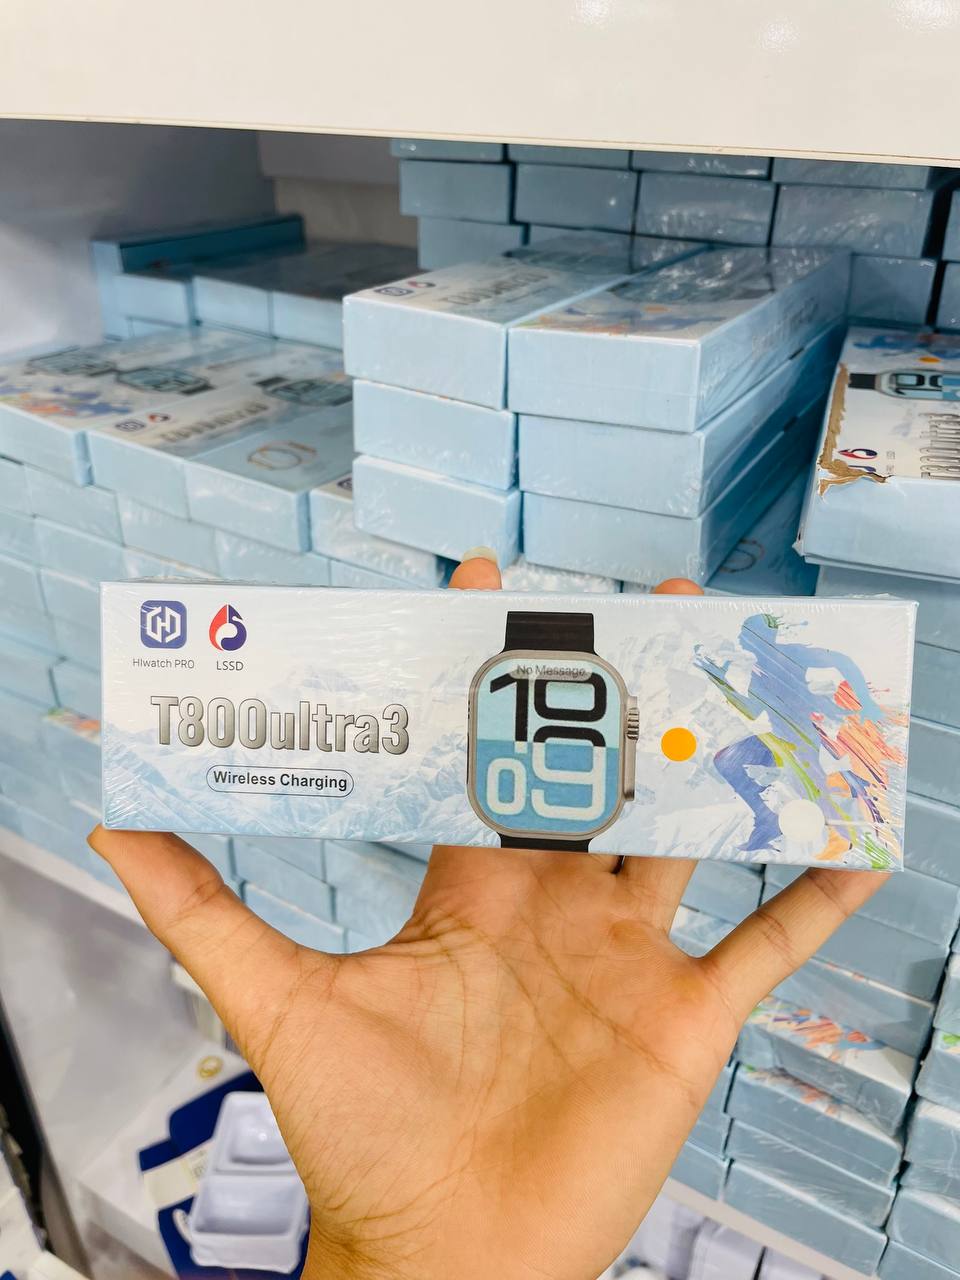 HIwatch PRO
LSSD
T800ultra3
Wireless Charging
No Message
10
09